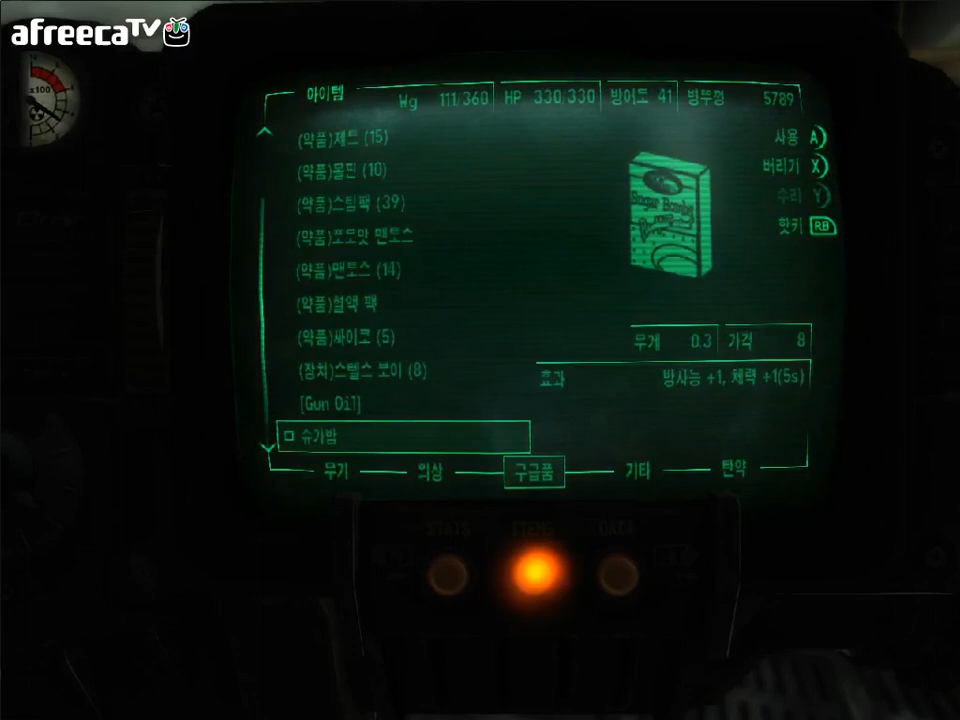 afreecaTV
x100
아이템 Wg 111/360 HP 330/330 방어도 41 병뚜껑 5789
(약품)제트 (15)
(약품)몰핀 (10)
(약품)스팀팩 (39)
(약품)포도맛 맨토스
(약품)맨토스 (14)
(약품)혈액 팩
(약품)싸이코 (5)
(장치)스텔스 보이 (8)
[Gun Oil]
슈가밤
사용 A)
버리기 X)
수리 Y)
핫키 RB
Sugar Bombs
무게 0.3 가격 8
효과 방사능 +1, 체력 +1(5s)
무기 의상 구급품 기타 탄약
STATS ITEMS DATA